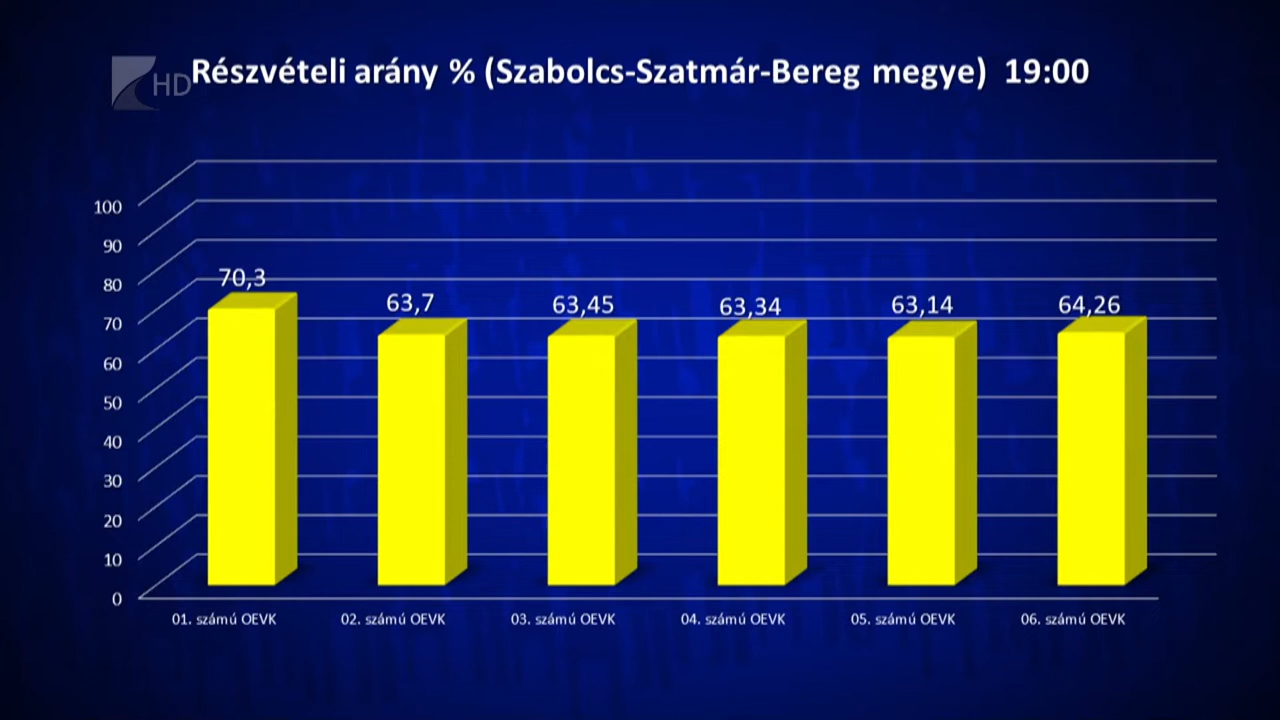 HD
Részvételi arány % (Szabolcs-Szatmár-Bereg megye) 19:00
100
90
80
70
60
50
40
30
20
10
0
70,3
63,7
63,45
63,34
63,14
64,26
01. számú OEVK
02. számú OEVK
03. számú OEVK
04. számú OEVK
05. számú OEVK
06. számú OEVK